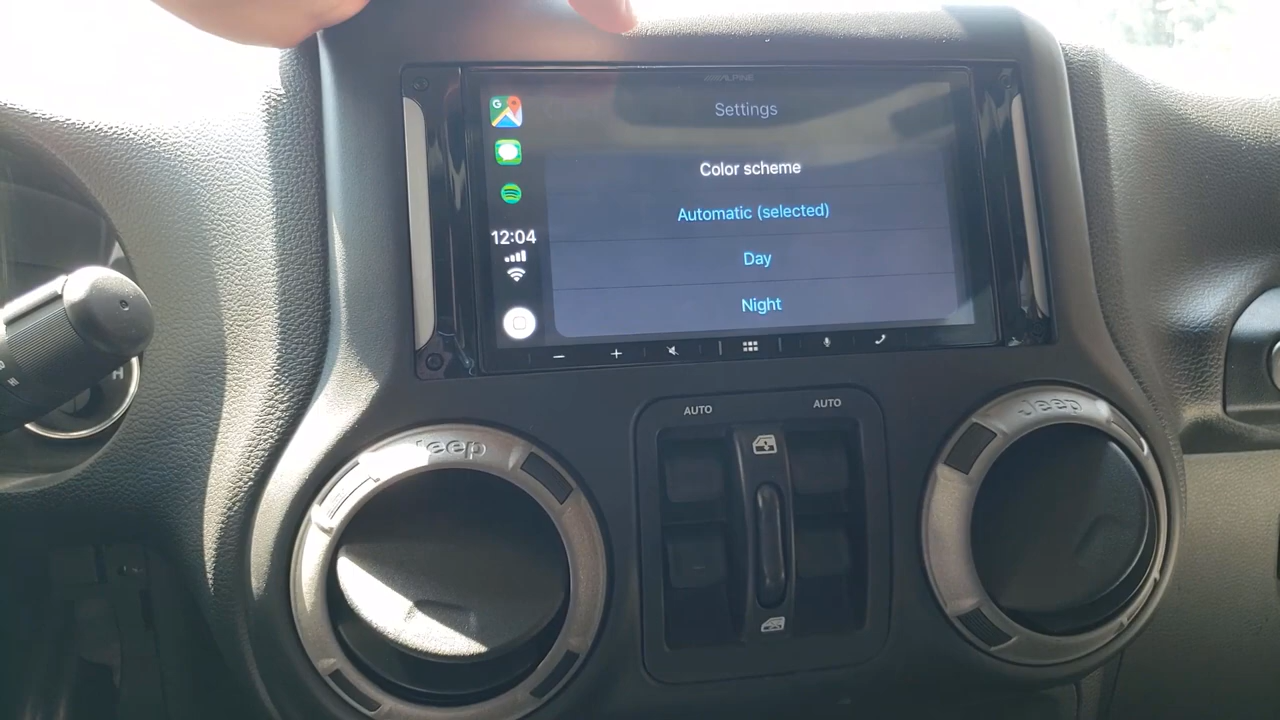 ALPINE
Settings
Color scheme
Automatic (selected)
Day
Night
12:04
AUTO AUTO
Jeep
Jeep
H